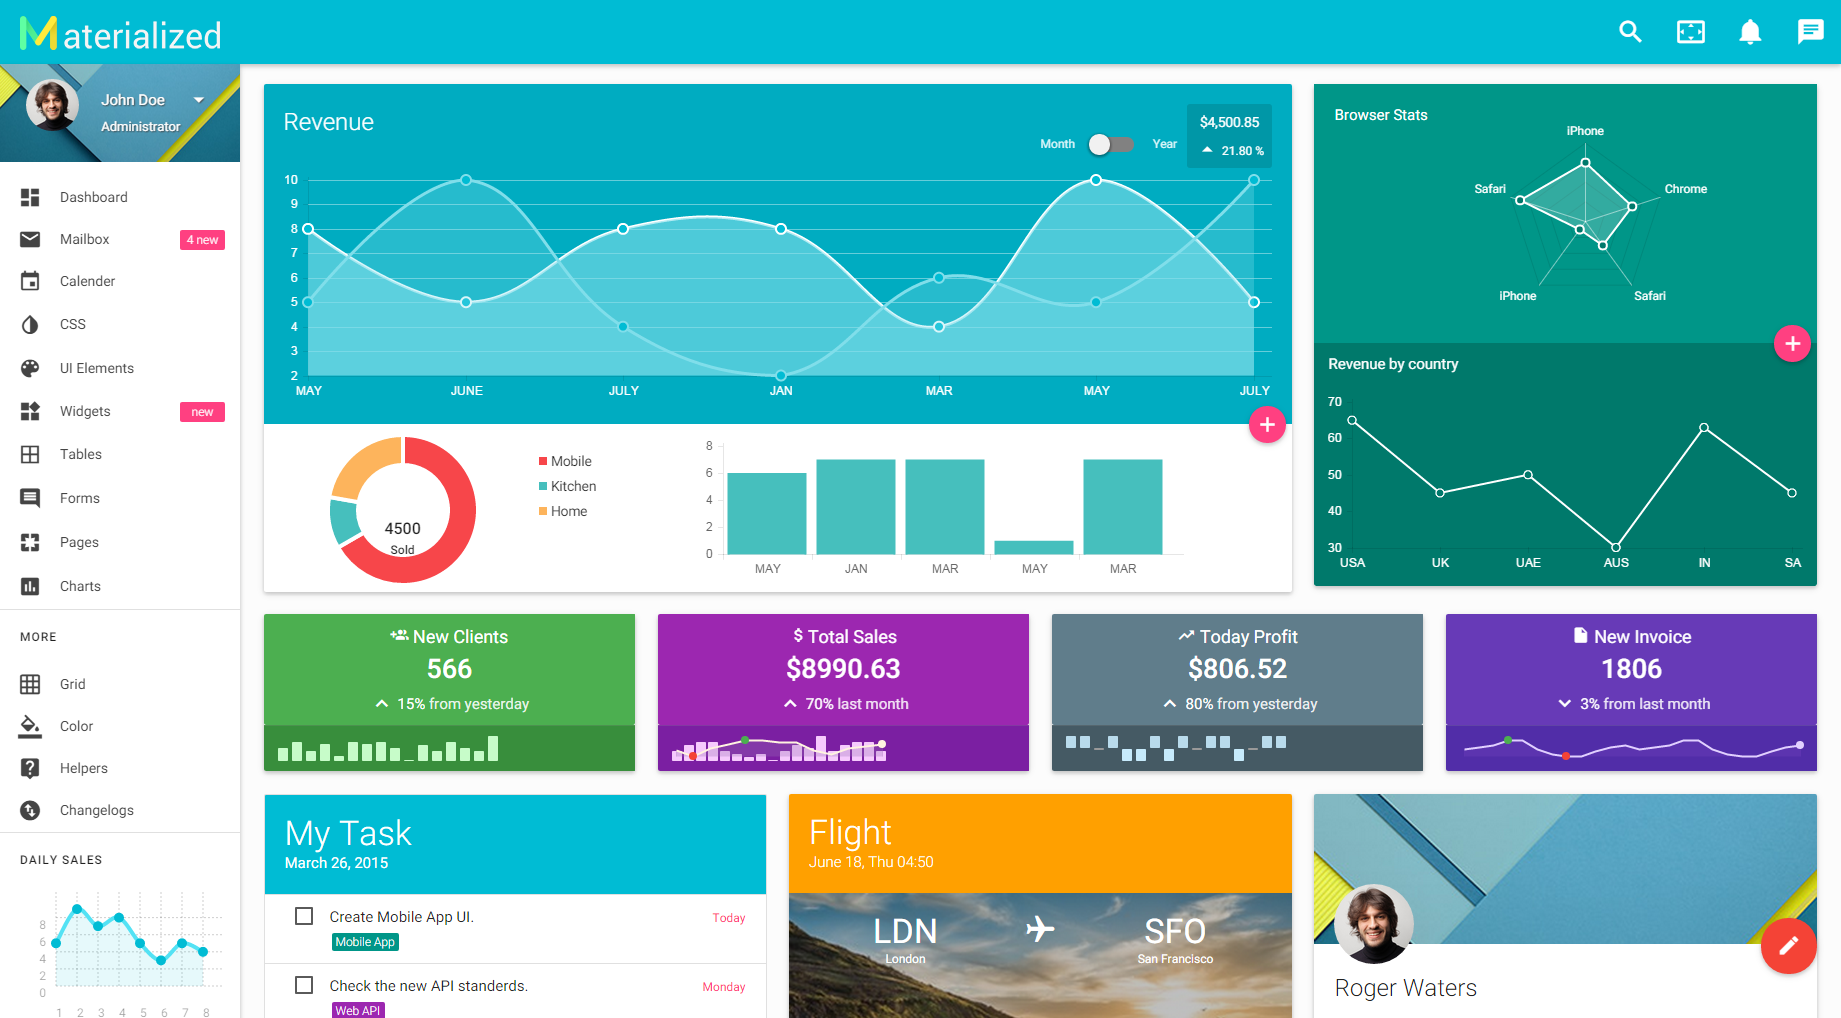 Materialized
John Doe
Administrator
Dashboard
Mailbox
4 new
Calender
CSS
UI Elements
Widgets
new
Tables
Forms
Pages
Charts
MORE
Grid
Color
Helpers
Changelogs
DAILY SALES
8
6
4
2
0
1 2 3 4 5 6 7 8
Revenue
Month
Year
$4,500.85
21.80 %
10
9
8
7
6
5
4
3
2
MAY JUNE JULY JAN MAR MAY JULY
4500
Sold
Mobile
Kitchen
Home
8
6
4
2
0
MAY JAN MAR MAY MAR
Browser Stats
iPhone
Safari
Chrome
iPhone
Safari
Revenue by country
70
60
50
40
30
USA UK UAE AUS IN SA
New Clients
566
15% from yesterday
$ Total Sales
$8990.63
70% last month
Today Profit
$806.52
80% from yesterday
New Invoice
1806
3% from last month
My Task
March 26, 2015
Create Mobile App UI.
Today
Mobile App
Check the new API standerds.
Monday
Web API
Flight
June 18, Thu 04:50
LDN
London
SFO
San Francisco
Roger Waters